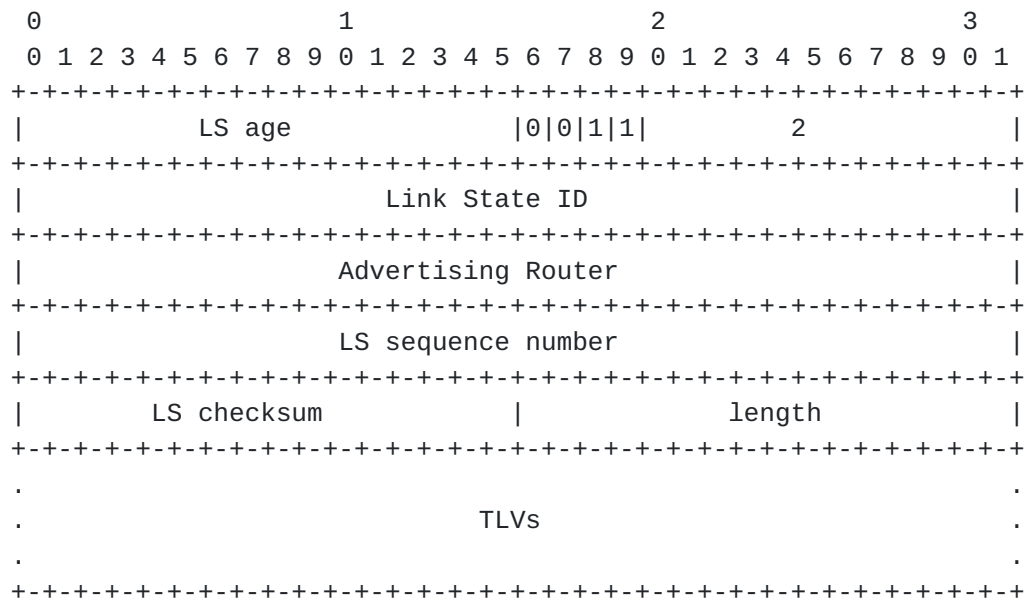 0                   1                   2                   3
 0 1 2 3 4 5 6 7 8 9 0 1 2 3 4 5 6 7 8 9 0 1 2 3 4 5 6 7 8 9 0 1
+-+-+-+-+-+-+-+-+-+-+-+-+-+-+-+-+-+-+-+-+-+-+-+-+-+-+-+-+-+-+-+-+
|           LS age              |0|0|1|1|         2             |
+-+-+-+-+-+-+-+-+-+-+-+-+-+-+-+-+-+-+-+-+-+-+-+-+-+-+-+-+-+-+-+-+
|                       Link State ID                           |
+-+-+-+-+-+-+-+-+-+-+-+-+-+-+-+-+-+-+-+-+-+-+-+-+-+-+-+-+-+-+-+-+
|                    Advertising Router                         |
+-+-+-+-+-+-+-+-+-+-+-+-+-+-+-+-+-+-+-+-+-+-+-+-+-+-+-+-+-+-+-+-+
|                    LS sequence number                         |
+-+-+-+-+-+-+-+-+-+-+-+-+-+-+-+-+-+-+-+-+-+-+-+-+-+-+-+-+-+-+-+-+
|        LS checksum            |             length            |
+-+-+-+-+-+-+-+-+-+-+-+-+-+-+-+-+-+-+-+-+-+-+-+-+-+-+-+-+-+-+-+-+
.                                                               .
.                             TLVs                              .
.                                                               .
+-+-+-+-+-+-+-+-+-+-+-+-+-+-+-+-+-+-+-+-+-+-+-+-+-+-+-+-+-+-+-+-+